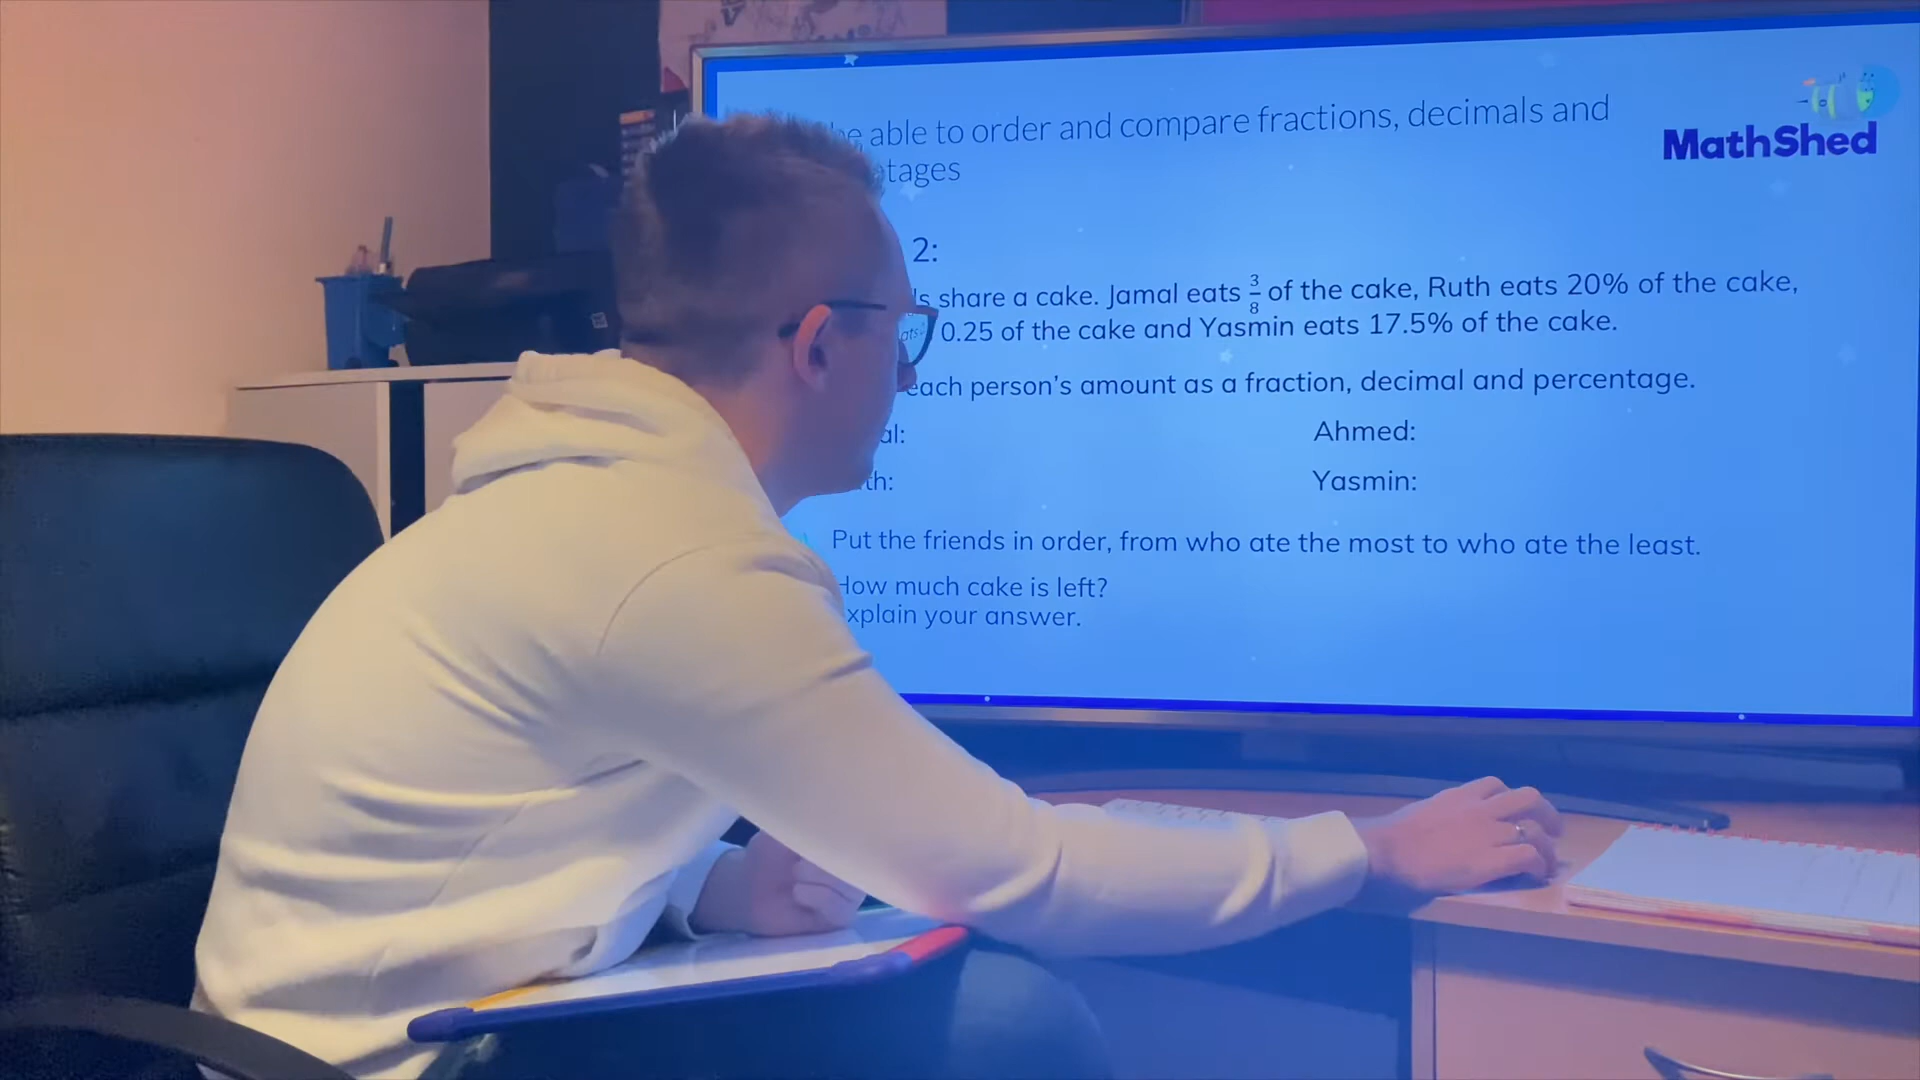 able to order and compare fractions, decimals and
MathShed
2:
share a cake. Jamal eats 3/8 of the cake, Ruth eats 20% of the cake,
0.25 of the cake and Yasmin eats 17.5% of the cake.
each person's amount as a fraction, decimal and percentage.
Ahmed:
Yasmin:
Put the friends in order, from who ate the most to who ate the least.
How much cake is left?
xplain your answer.